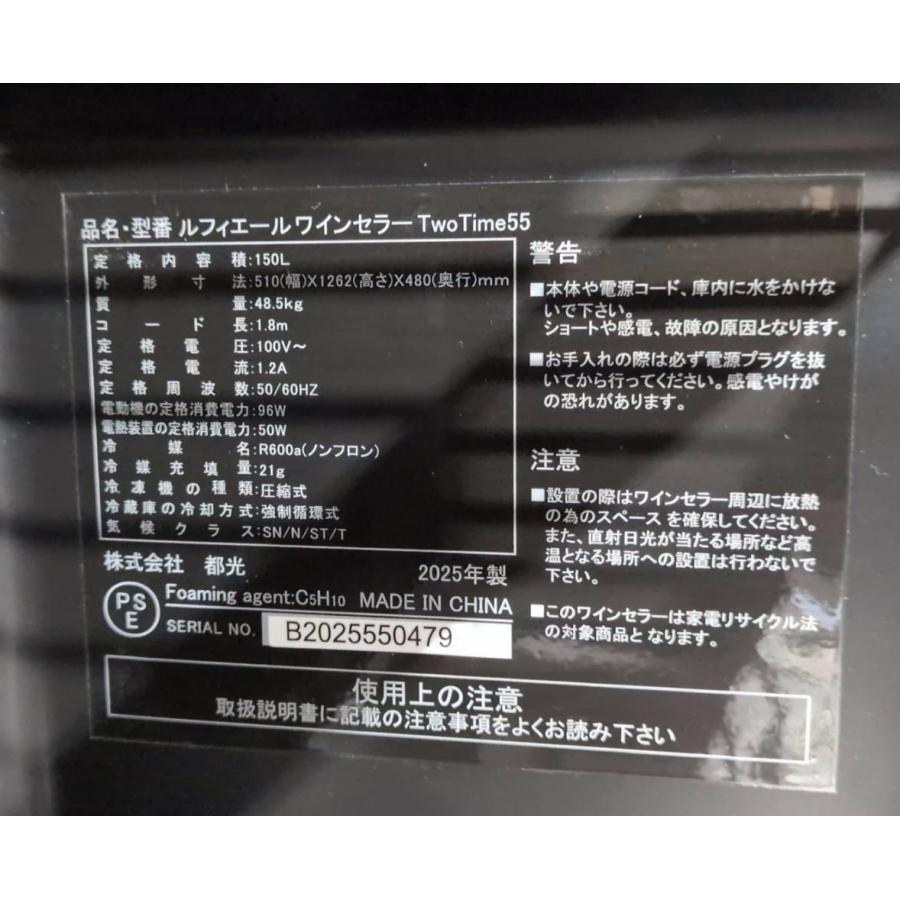 品名・型番 ルフィエール ワインセラー TwoTime55
定格内容積:150L
外形寸法:510(幅)X1262(高さ)X480(奥行)mm
質量:48.5kg
コード長:1.8m
定格電圧:100V～
定格電流:1.2A
定格周波数:50/60HZ
電動機の定格消費電力:96W
電熱装置の定格消費電力:50W
冷媒名:R600a(ノンフロン)
冷媒充填量:21g
冷凍機の種類:圧縮式
冷蔵庫の冷却方式:強制循環式
気候クラス:SN/N/ST/T
株式会社 都光 2025年製
PSE
Foaming agent:C5H10 MADE IN CHINA
SERIAL NO. B2025550479
警告
■本体や電源コード、庫内に水をかけな
いで下さい。
ショートや感電、故障の原因となります。
■お手入れの際は必ず電源プラグを抜
いてから行ってください。感電やけが
の恐れがあります。
注意
■設置の際はワインセラー周辺に放熱
の為のスペースを確保してください。
また、直射日光が当たる場所など高
温となる場所への設置は行わないで
下さい。
■このワインセラーは家電リサイクル法
の対象商品となります。
使用上の注意
取扱説明書に記載の注意事項をよくお読み下さい